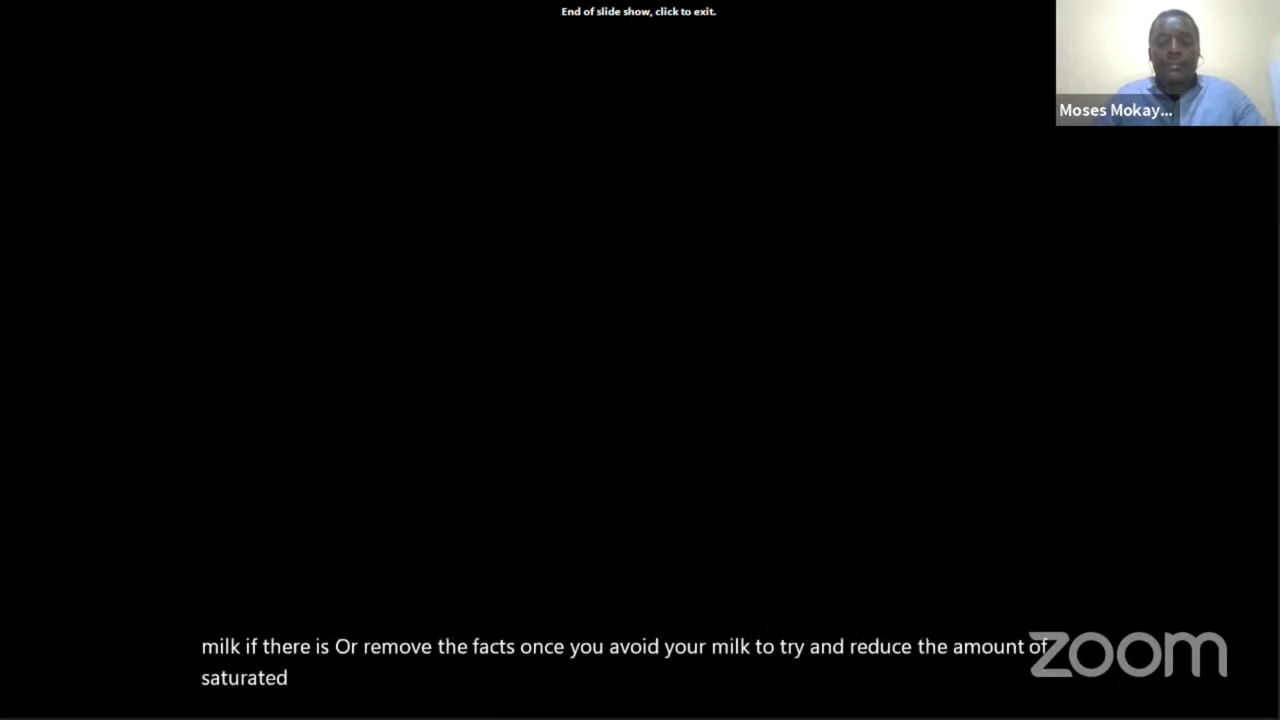 End of slide show, click to exit.
Moses Mokay...
milk if there is Or remove the facts once you avoid your milk to try and reduce the amount of
saturated
zoom